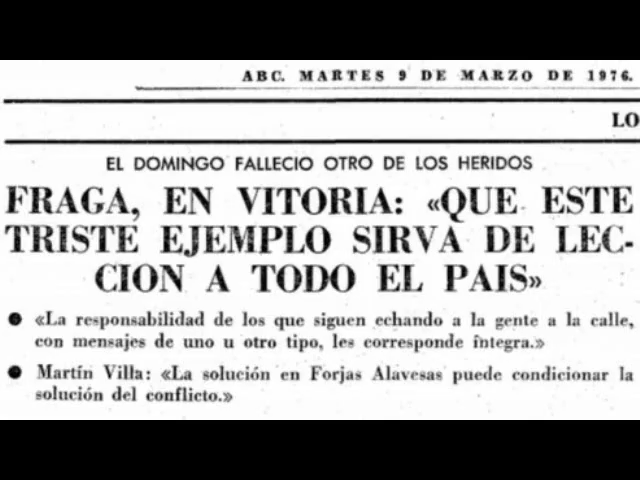 ABC. MARTES 9 DE MARZO DE 1976.
LO
EL DOMINGO FALLECIO OTRO DE LOS HERIDOS
FRAGA, EN VITORIA: «QUE ESTE
TRISTE EJEMPLO SIRVA DE LEC-
CION A TODO EL PAIS»
● «La responsabilidad de los que siguen echando a la gente a la calle,
con mensajes de uno u otro tipo, les corresponde íntegra.»
● Martín Villa: «La solución en Forjas Alavesas puede condicionar la
solución del conflicto.»